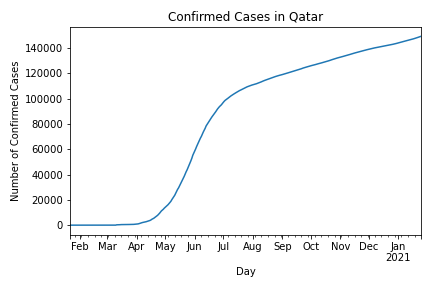 Confirmed Cases in Qatar
Number of Confirmed Cases
140000
120000
100000
80000
60000
40000
20000
0
Feb Mar Apr May Jun Jul Aug Sep Oct Nov Dec Jan
2021
Day